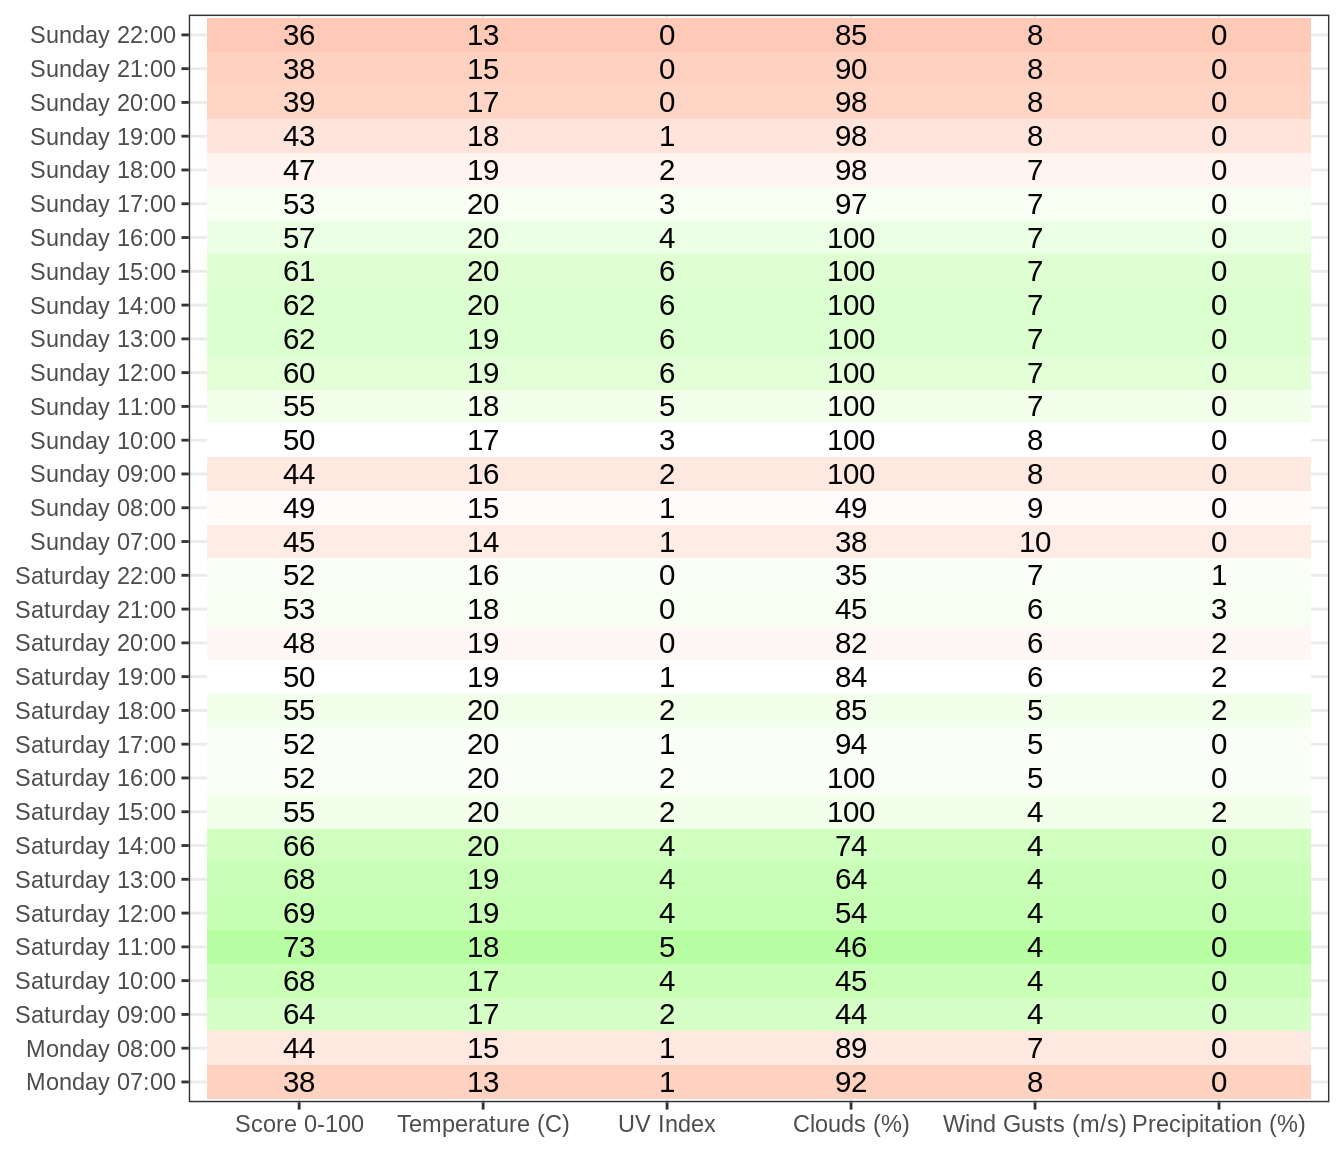 Sunday 22:00 36 13 0 85 8 0
Sunday 21:00 38 15 0 90 8 0
Sunday 20:00 39 17 0 98 8 0
Sunday 19:00 43 18 1 98 8 0
Sunday 18:00 47 19 2 98 7 0
Sunday 17:00 53 20 3 97 7 0
Sunday 16:00 57 20 4 100 7 0
Sunday 15:00 61 20 6 100 7 0
Sunday 14:00 62 20 6 100 7 0
Sunday 13:00 62 19 6 100 7 0
Sunday 12:00 60 19 6 100 7 0
Sunday 11:00 55 18 5 100 7 0
Sunday 10:00 50 17 3 100 8 0
Sunday 09:00 44 16 2 100 8 0
Sunday 08:00 49 15 1 49 9 0
Sunday 07:00 45 14 1 38 10 0
Saturday 22:00 52 16 0 35 7 1
Saturday 21:00 53 18 0 45 6 3
Saturday 20:00 48 19 0 82 6 2
Saturday 19:00 50 19 1 84 6 2
Saturday 18:00 55 20 2 85 5 2
Saturday 17:00 52 20 1 94 5 0
Saturday 16:00 52 20 2 100 5 0
Saturday 15:00 55 20 2 100 4 2
Saturday 14:00 66 20 4 74 4 0
Saturday 13:00 68 19 4 64 4 0
Saturday 12:00 69 19 4 54 4 0
Saturday 11:00 73 18 5 46 4 0
Saturday 10:00 68 17 4 45 4 0
Saturday 09:00 64 17 2 44 4 0
Monday 08:00 44 15 1 89 7 0
Monday 07:00 38 13 1 92 8 0
Score 0-100 Temperature (C) UV Index Clouds (%) Wind Gusts (m/s) Precipitation (%)